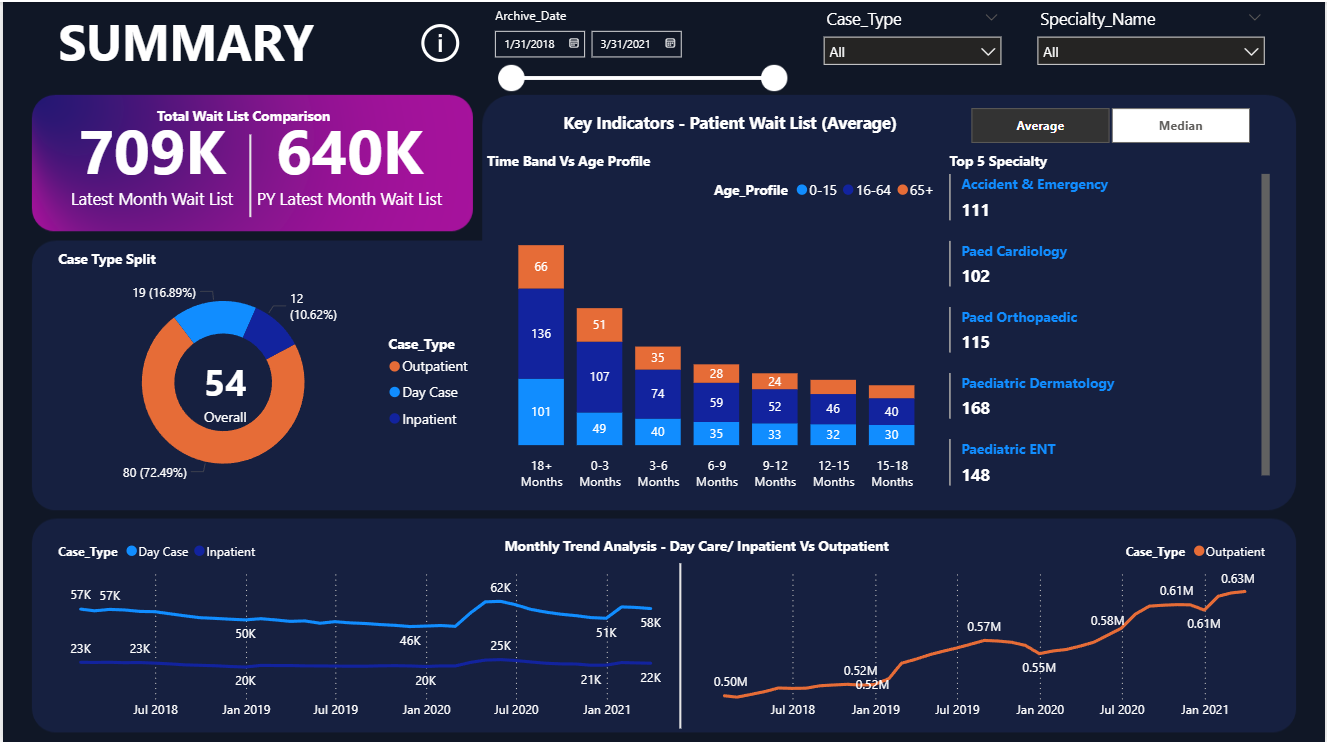 SUMMARY
i
Archive_Date
1/31/2018
3/31/2021
Case_Type
All
Specialty_Name
All
Total Wait List Comparison
709K
640K
Latest Month Wait List
PY Latest Month Wait List
Key Indicators - Patient Wait List (Average)
Average
Median
Time Band Vs Age Profile
Age_Profile 0-15 16-64 65+
66
136
101
51
107
49
35
74
40
28
59
35
24
52
33
46
32
40
30
18+ Months
0-3 Months
3-6 Months
6-9 Months
9-12 Months
12-15 Months
15-18 Months
Top 5 Specialty
Accident & Emergency
111
Paed Cardiology
102
Paed Orthopaedic
115
Paediatric Dermatology
168
Paediatric ENT
148
Case Type Split
19 (16.89%)
12
(10.62%)
54
Overall
80 (72.49%)
Case_Type
Outpatient
Day Case
Inpatient
Monthly Trend Analysis - Day Care/ Inpatient Vs Outpatient
Case_Type Day Case Inpatient
57K 57K 50K 46K 62K 51K 58K
23K 23K 20K 20K 25K 21K 22K
Jul 2018 Jan 2019 Jul 2019 Jan 2020 Jul 2020 Jan 2021
Case_Type Outpatient
0.50M 0.52M 0.52M 0.57M 0.55M 0.58M 0.61M 0.61M 0.63M
Jul 2018 Jan 2019 Jul 2019 Jan 2020 Jul 2020 Jan 2021